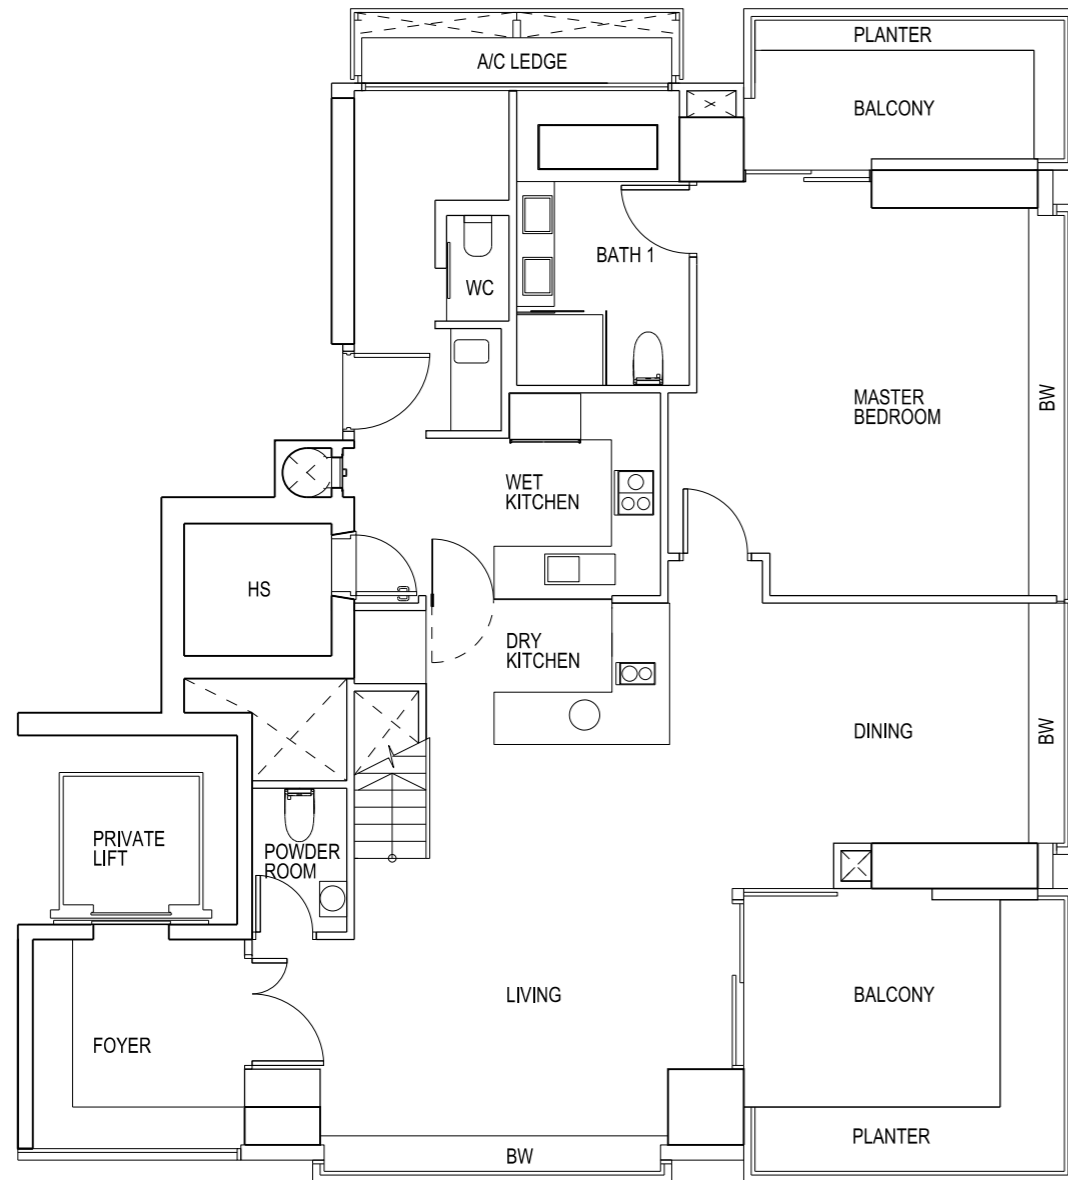 PLANTER
A/C LEDGE
BALCONY
BATH 1
WC
MASTER
BEDROOM
BW
WET
KITCHEN
HS
DRY
KITCHEN
DINING
BW
PRIVATE
LIFT
POWDER
ROOM
LIVING
BALCONY
FOYER
PLANTER
BW